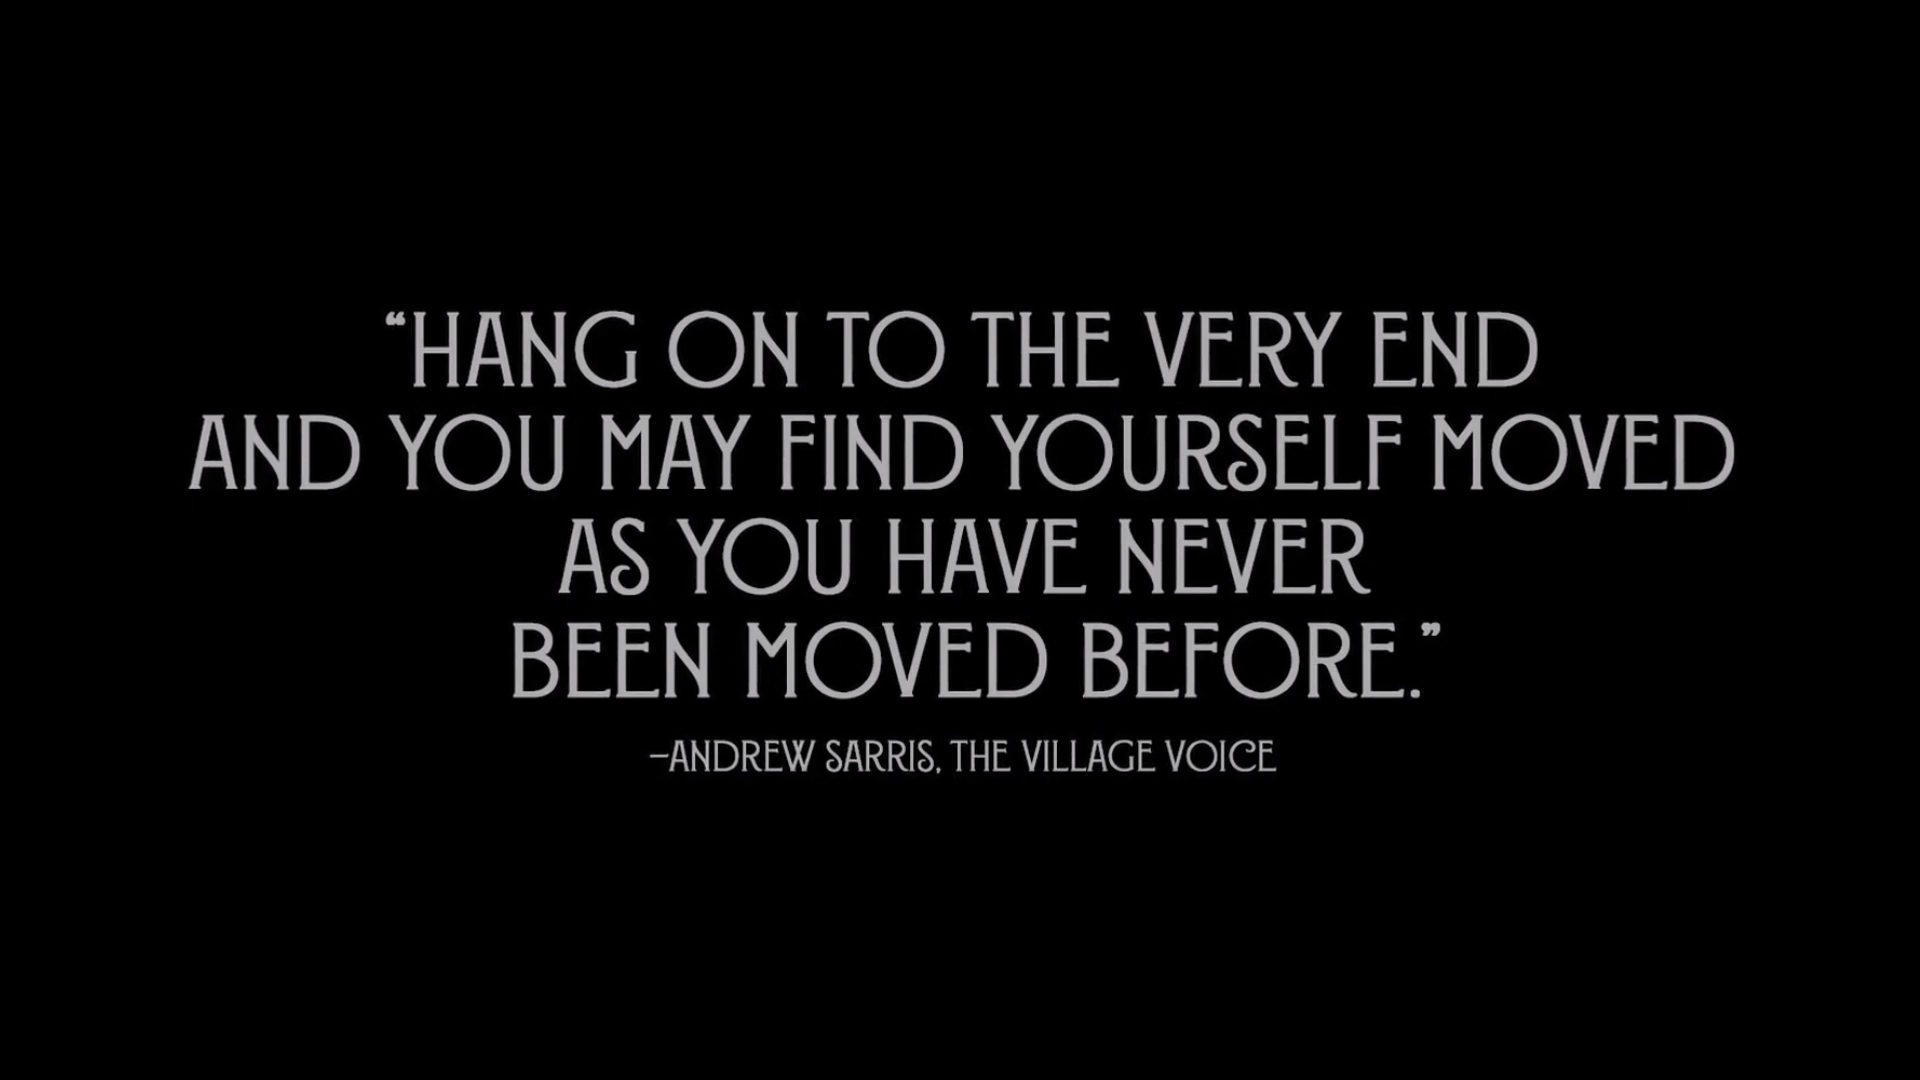 “HANG ON TO THE VERY END
AND YOU MAY FIND YOURSELF MOVED
AS YOU HAVE NEVER
BEEN MOVED BEFORE.”
–ANDREW SARRIS, THE VILLAGE VOICE